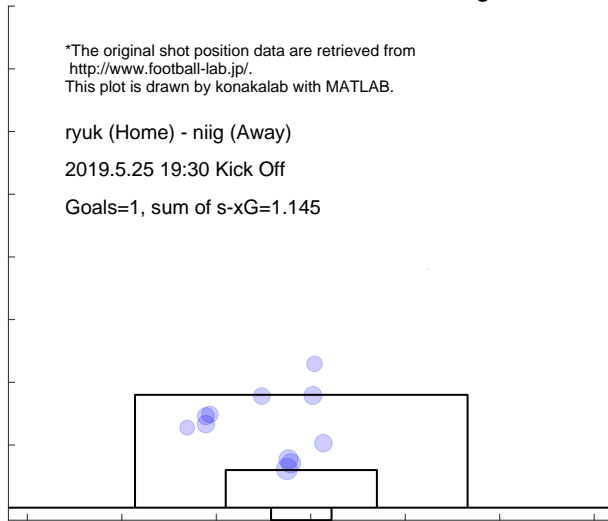 *The original shot position data are retrieved from
http://www.football-lab.jp/.
This plot is drawn by konakalab with MATLAB.
ryuk (Home) - niig (Away)
2019.5.25 19:30 Kick Off
Goals=1, sum of s-xG=1.145